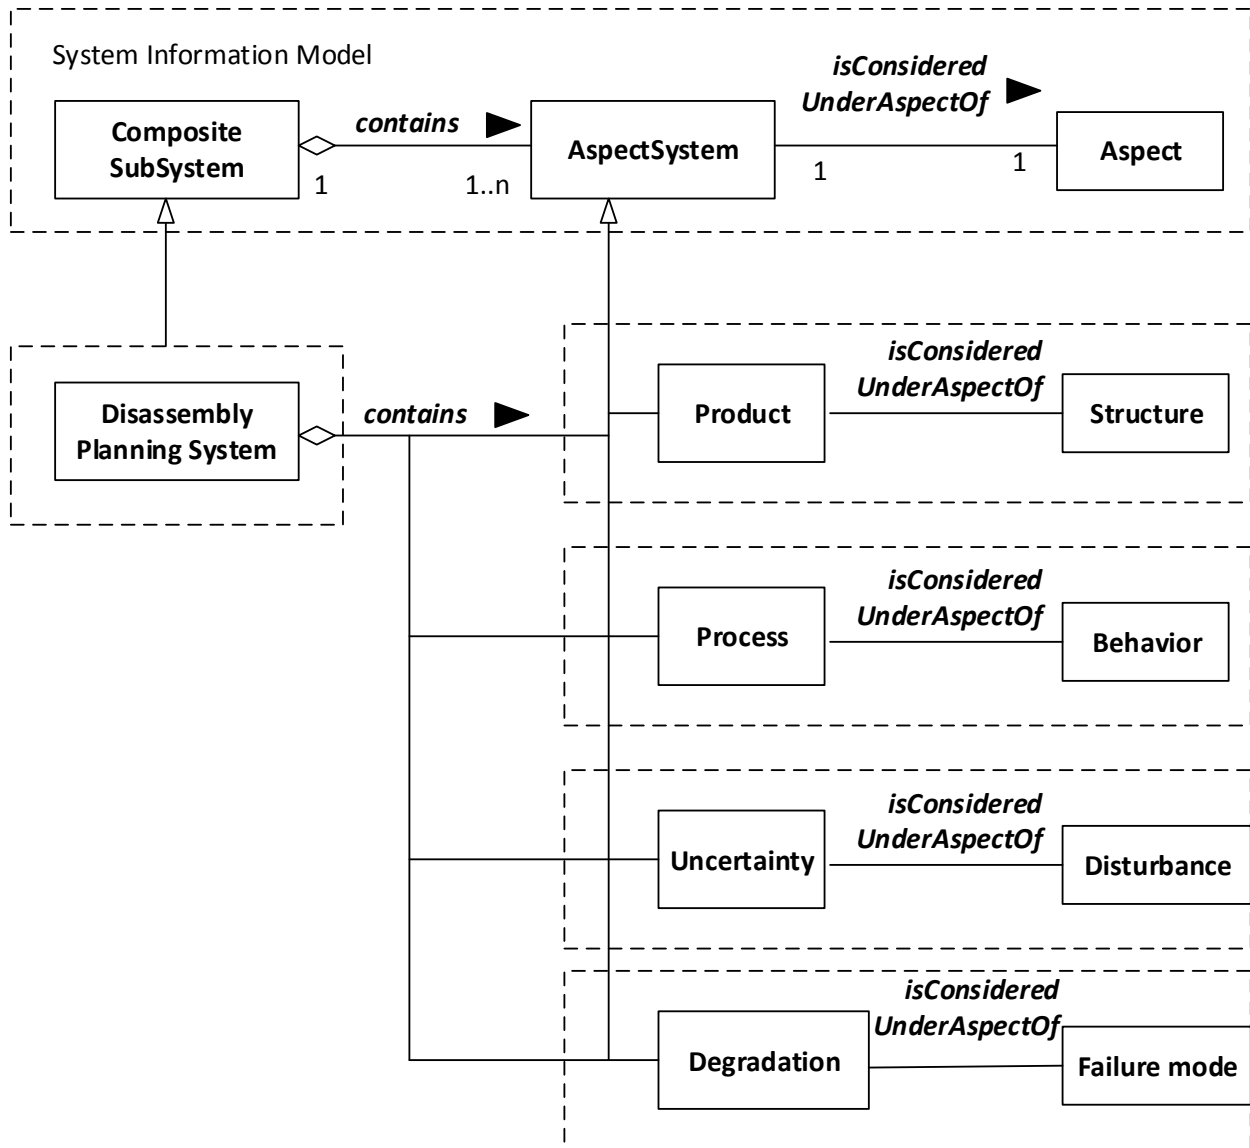 System Information Model
Composite
SubSystem
contains
1
1..n
AspectSystem
isConsidered
UnderAspectOf
1
1
Aspect
Disassembly
Planning System
contains
Product
isConsidered
UnderAspectOf
Structure
Process
isConsidered
UnderAspectOf
Behavior
Uncertainty
isConsidered
UnderAspectOf
Disturbance
Degradation
isConsidered
UnderAspectOf
Failure mode